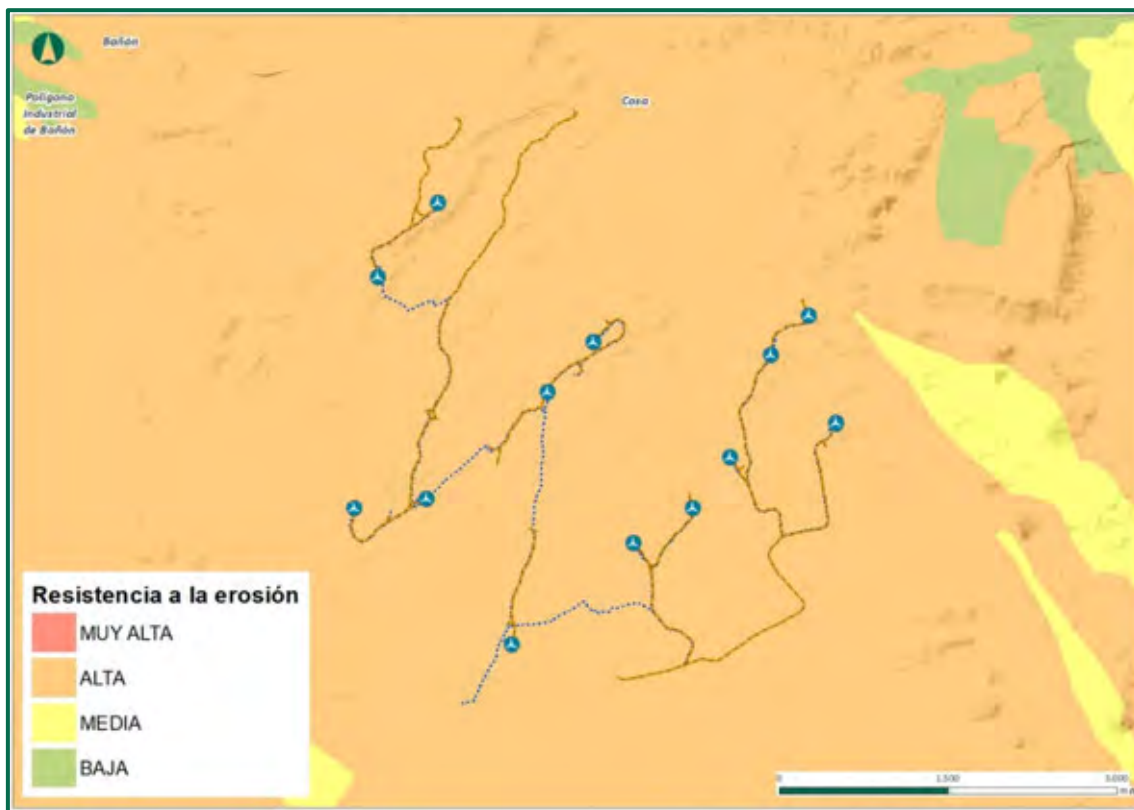 Bañón
Cosa
Polígono
Industrial
de Bañón
Resistencia a la erosión
MUY ALTA
ALTA
MEDIA
BAJA
0 1.500 3.000
m